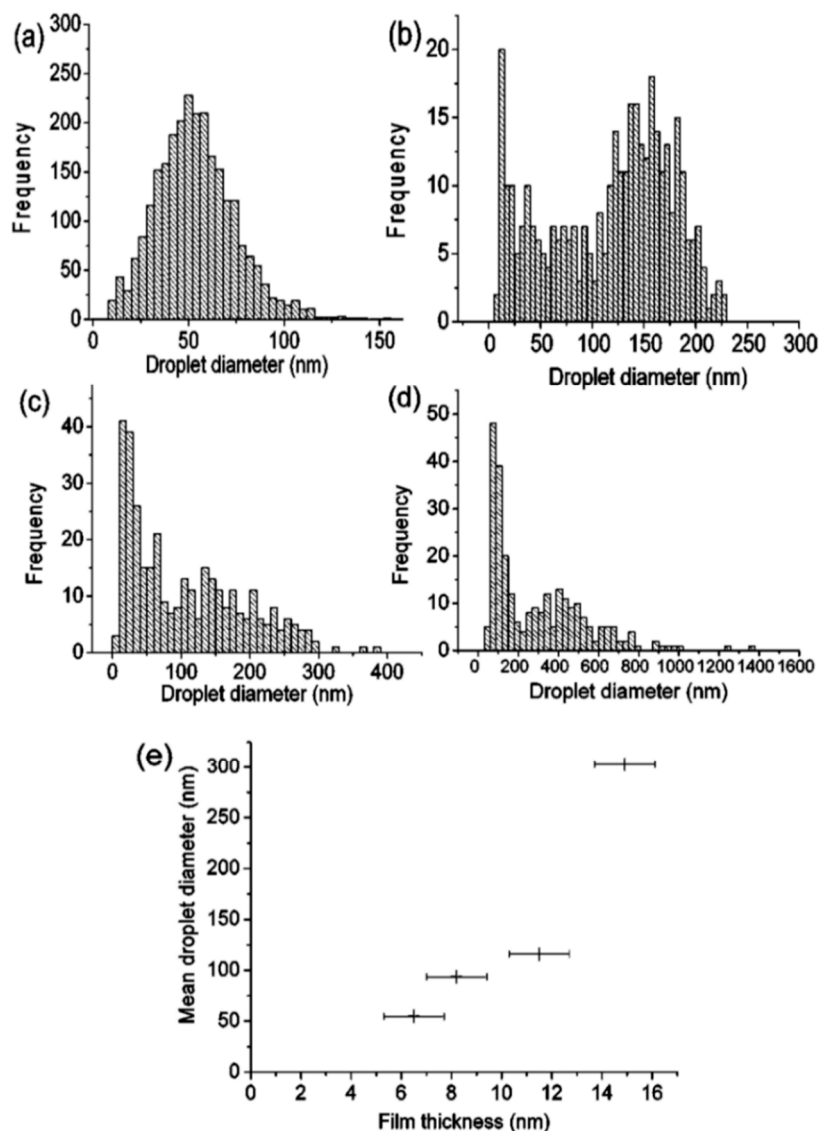 (a)
300
250
200
150
100
50
0
Frequency
0 50 100 150
Droplet diameter (nm)
(b)
20
15
10
5
0
Frequency
0 50 100 150 200 250 300
Droplet diameter (nm)
(c)
40
30
20
10
0
Frequency
0 100 200 300 400
Droplet diameter (nm)
(d)
50
40
30
20
10
0
Frequency
0 200 400 600 800 1000 1200 1400 1600
Droplet diameter (nm)
(e)
300
250
200
150
100
50
0
Mean droplet diameter (nm)
0 2 4 6 8 10 12 14 16
Film thickness (nm)